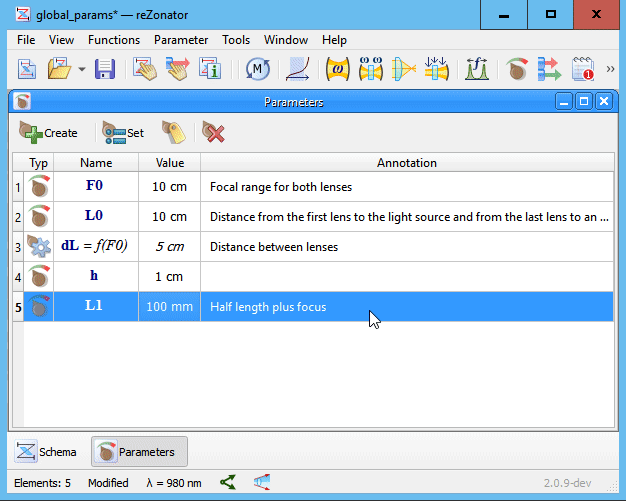 global_params* — reZonator
File View Functions Parameter Tools Window Help
Parameters
Create Set
Typ Name Value Annotation
1 F0 10 cm Focal range for both lenses
2 L0 10 cm Distance from the first lens to the light source and from the last lens to an ...
3 dL = f(F0) 5 cm Distance between lenses
4 h 1 cm
5 L1 100 mm Half length plus focus
Schema Parameters
Elements: 5 Modified λ = 980 nm 2.0.9-dev